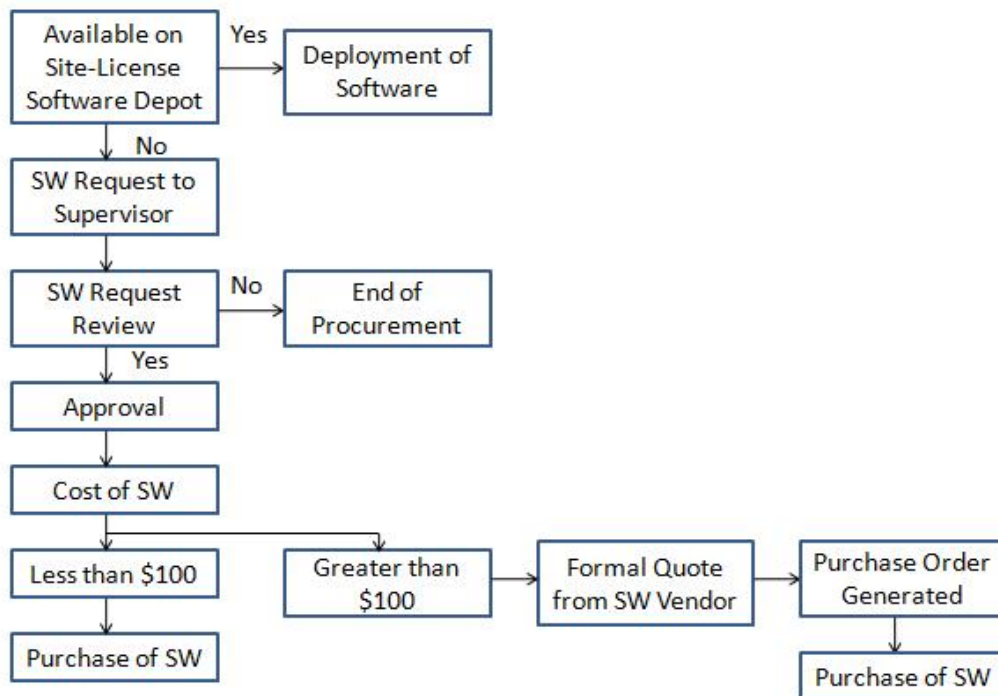 Available on
Site-License
Software Depot
Yes
Deployment of
Software
No
SW Request to
Supervisor
SW Request
Review
No
End of
Procurement
Yes
Approval
Cost of SW
Less than $100
Greater than
$100
Formal Quote
from SW Vendor
Purchase Order
Generated
Purchase of SW
Purchase of SW